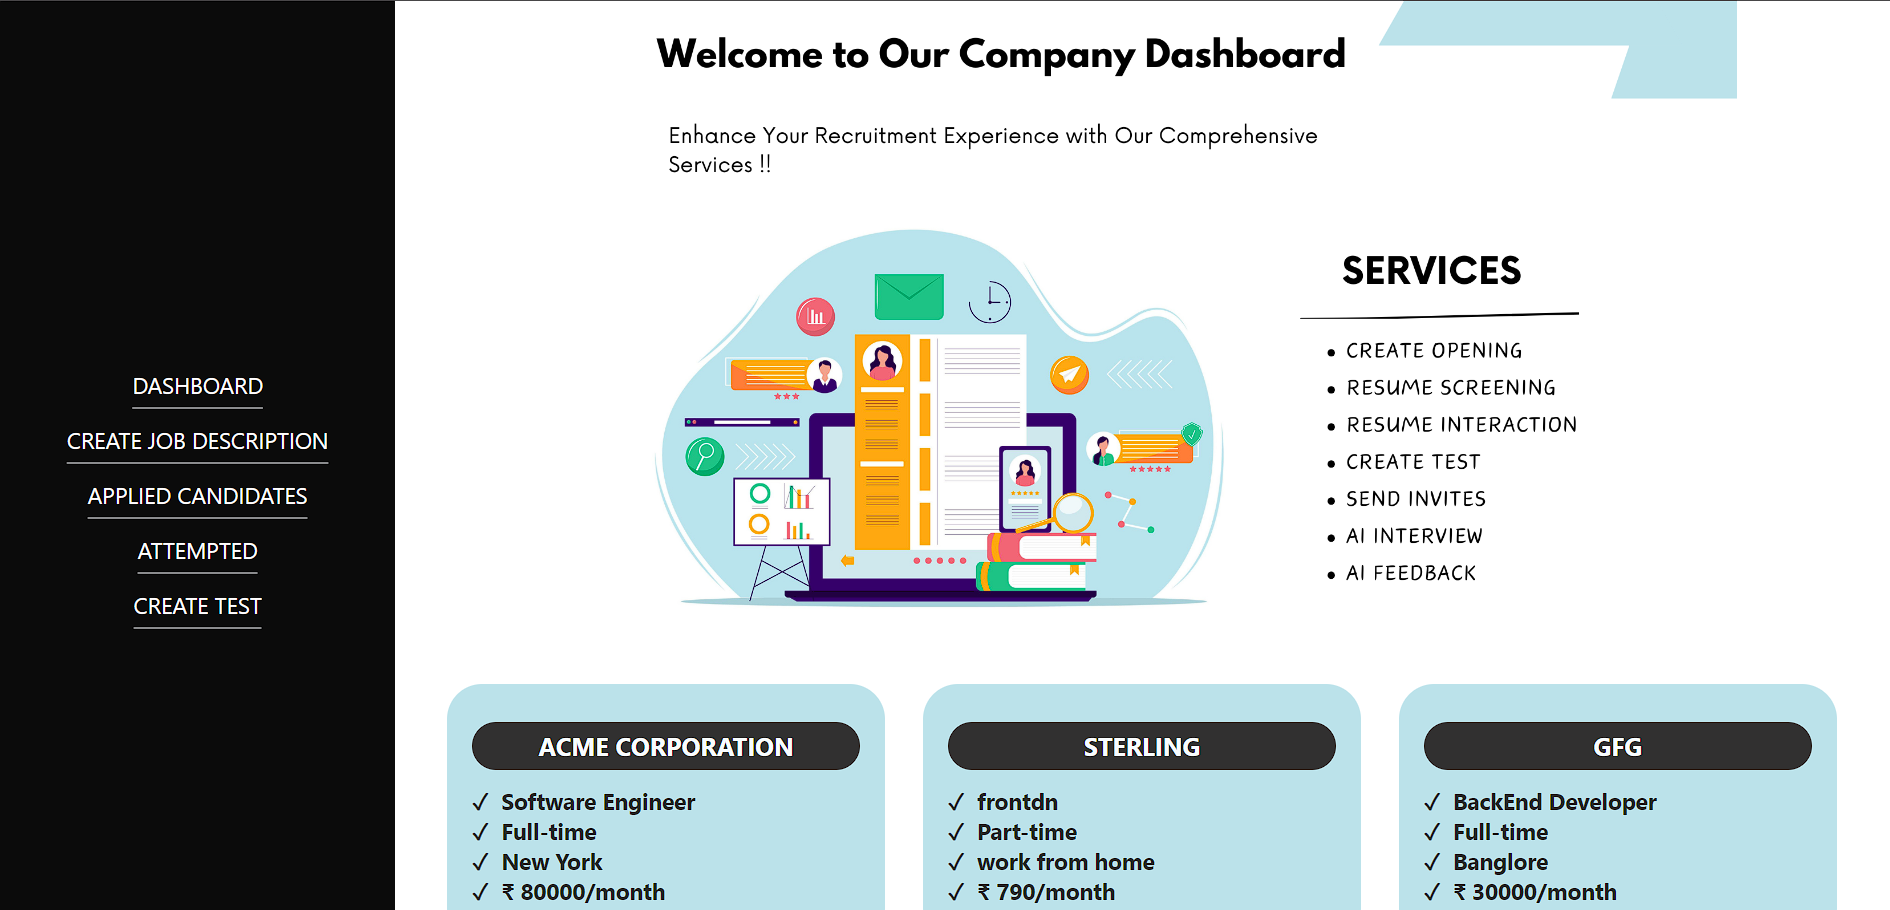 DASHBOARD
CREATE JOB DESCRIPTION
APPLIED CANDIDATES
ATTEMPTED
CREATE TEST
Welcome to Our Company Dashboard
Enhance Your Recruitment Experience with Our Comprehensive
Services !!
SERVICES
• CREATE OPENING
• RESUME SCREENING
• RESUME INTERACTION
• CREATE TEST
• SEND INVITES
• AI INTERVIEW
• AI FEEDBACK
ACME CORPORATION
✓ Software Engineer
✓ Full-time
✓ New York
✓ ₹ 80000/month
STERLING
✓ frontdn
✓ Part-time
✓ work from home
✓ ₹ 790/month
GFG
✓ BackEnd Developer
✓ Full-time
✓ Banglore
✓ ₹ 30000/month